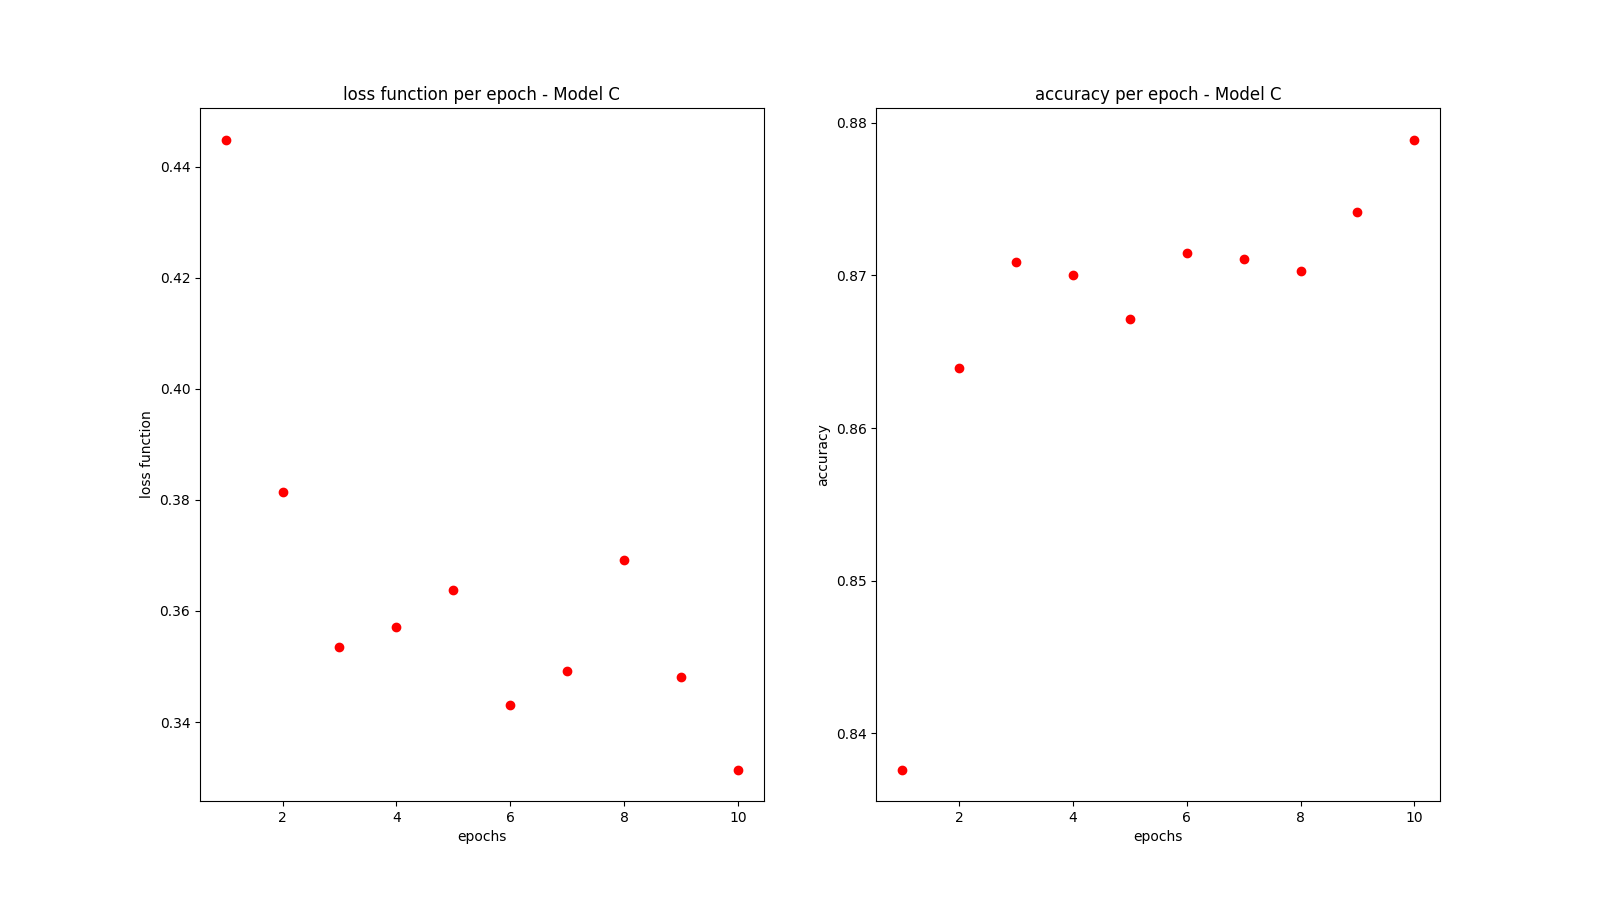 loss function per epoch - Model C
0.44
0.42
0.40
0.38
0.36
0.34
loss function
2 4 6 8 10
epochs
accuracy per epoch - Model C
0.88
0.87
0.86
0.85
0.84
accuracy
2 4 6 8 10
epochs